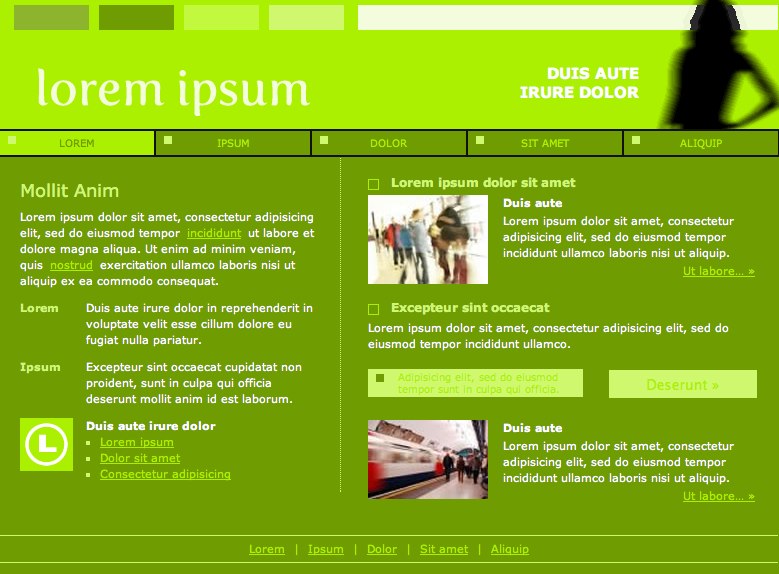 lorem ipsum
DUIS AUTE
IRURE DOLOR
LOREM
IPSUM
DOLOR
SIT AMET
ALIQUIP
Mollit Anim
Lorem ipsum dolor sit amet, consectetur adipisicing
elit, sed do eiusmod tempor incididunt ut labore et
dolore magna aliqua. Ut enim ad minim veniam,
quis nostrud exercitation ullamco laboris nisi ut
aliquip ex ea commodo consequat.
Lorem
Duis aute irure dolor in reprehenderit in
voluptate velit esse cillum dolore eu
fugiat nulla pariatur.
Ipsum
Excepteur sint occaecat cupidatat non
proident, sunt in culpa qui officia
deserunt mollit anim id est laborum.
L
Duis aute irure dolor
Lorem ipsum
Dolor sit amet
Consectetur adipisicing
Lorem ipsum dolor sit amet
Duis aute
Lorem ipsum dolor sit amet, consectetur
adipisicing elit, sed do eiusmod tempor
incididunt ullamco laboris nisi ut aliquip.
Ut labore... »
Excepteur sint occaecat
Lorem ipsum dolor sit amet, consectetur adipisicing elit, sed do
eiusmod tempor incididunt ullamco.
Adipisicing elit, sed do eiusmod
tempor sunt in culpa qui officia.
Deserunt »
Duis aute
Lorem ipsum dolor sit amet, consectetur
adipisicing elit, sed do eiusmod tempor
incididunt ullamco laboris nisi ut aliquip.
Ut labore... »
Lorem | Ipsum | Dolor | Sit amet | Aliquip